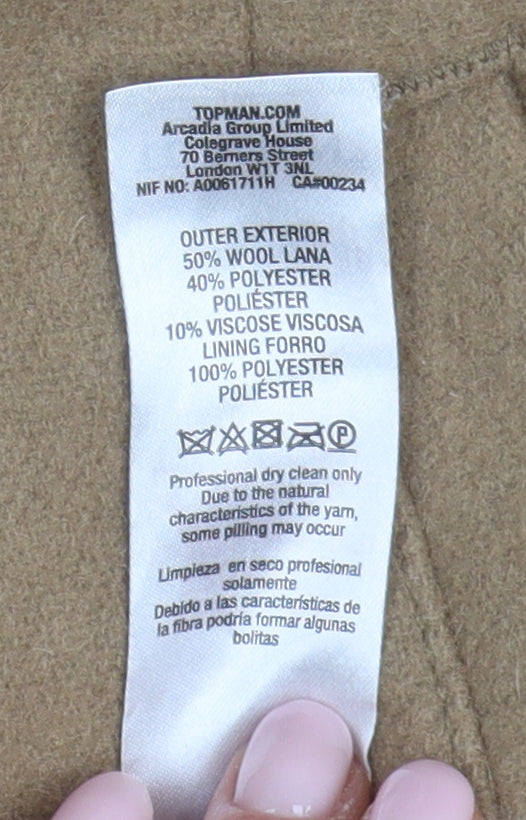 TOPMAN.COM
Arcadia Group Limited
Colegrave House
70 Berners Street
London W1T 3NL
NIF NO: A0061711H CA#00234
OUTER EXTERIOR
50% WOOL LANA
40% POLYESTER
POLIÉSTER
10% VISCOSE VISCOSA
LINING FORRO
100% POLYESTER
POLIÉSTER
P
Professional dry clean only
Due to the natural
characteristics of the yarn,
some pilling may occur
Limpieza en seco profesional
solamente
Debido a las características de
la fibra podría formar algunas
bolitas